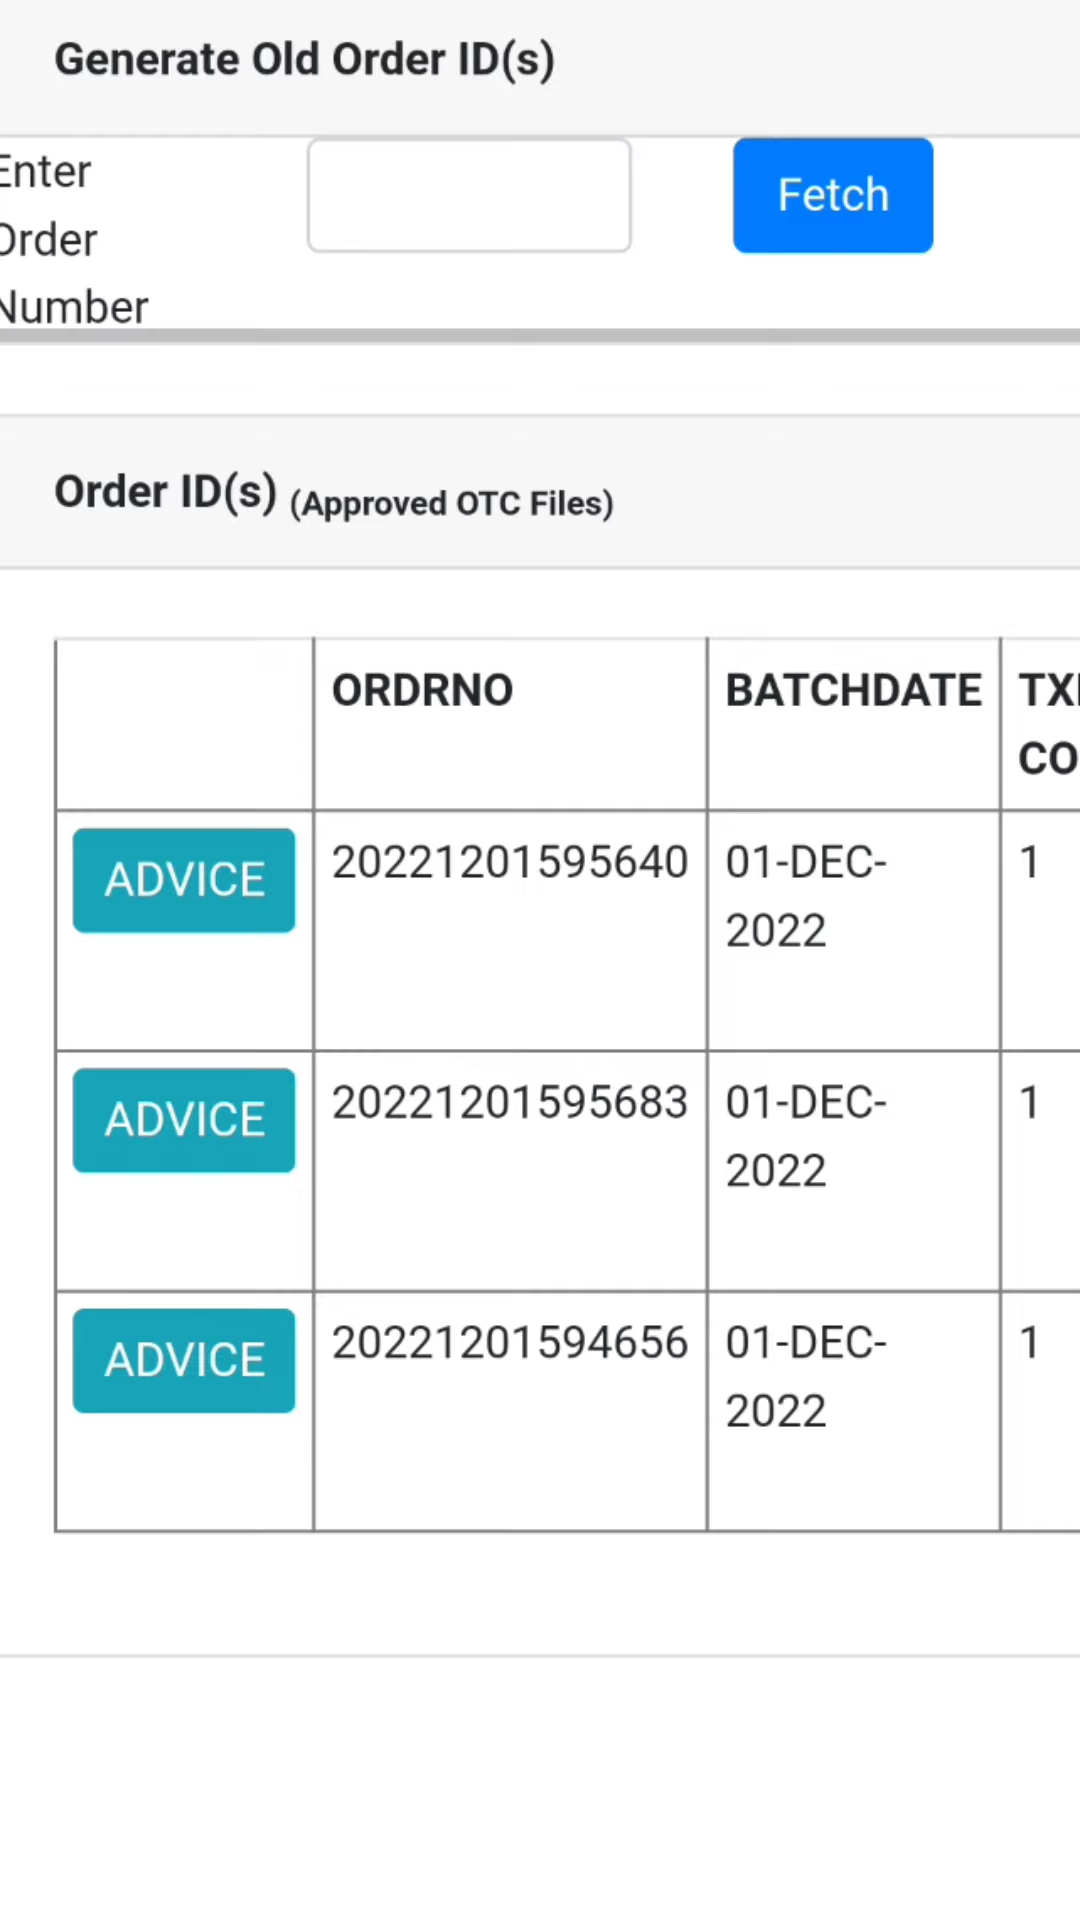 Generate Old Order ID(s)
Enter
Order
Number
Fetch
Order ID(s) (Approved OTC Files)
ORDRNO
BATCHDATE
CO
ADVICE
20221201595640
01-DEC-
2022
1
ADVICE
20221201595683
01-DEC-
2022
1
ADVICE
20221201594656
01-DEC-
2022
1